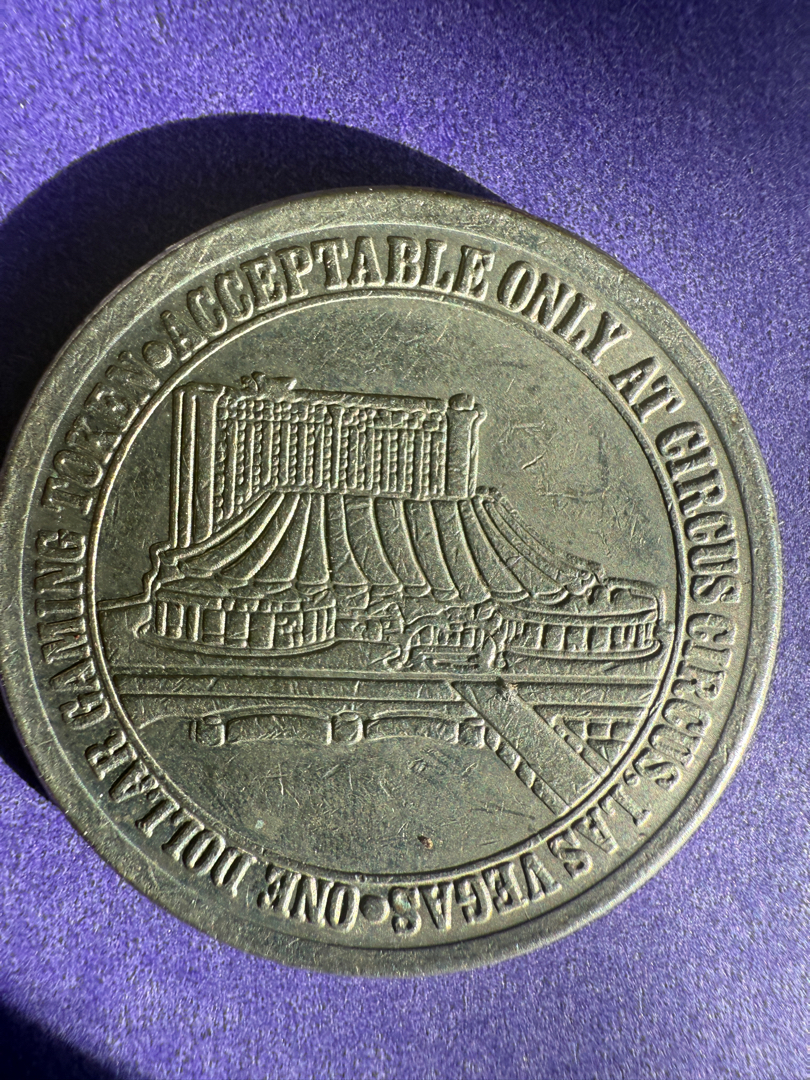 ACCEPTABLE ONLY AT CIRCUS CIRCUS, LAS VEGAS • ONE DOLLAR GAMING TOKEN •